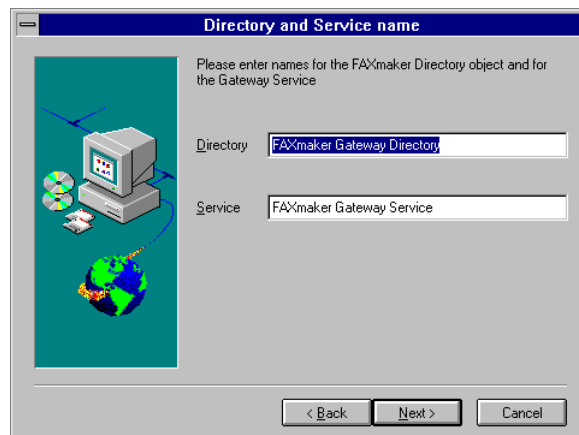 Directory and Service name
Please enter names for the FAXmaker Directory object and for
the Gateway Service
Directory FAXmaker Gateway Directory
Service FAXmaker Gateway Service
< Back Next > Cancel